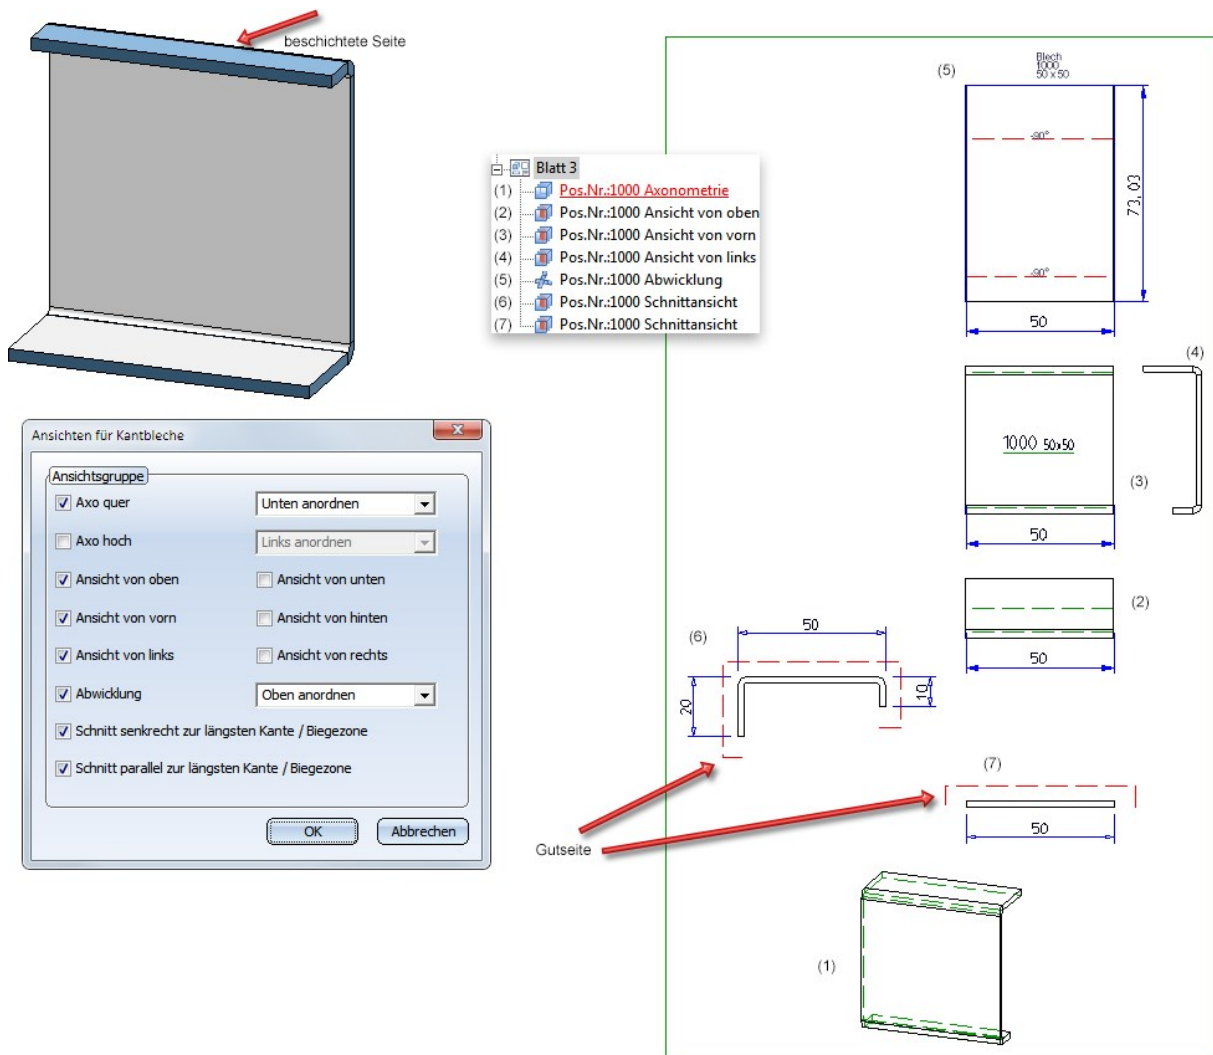 beschichtete Seite
Blatt 3
(1) Pos.Nr.:1000 Axonometrie
(2) Pos.Nr.:1000 Ansicht von oben
(3) Pos.Nr.:1000 Ansicht von vorn
(4) Pos.Nr.:1000 Ansicht von links
(5) Pos.Nr.:1000 Abwicklung
(6) Pos.Nr.:1000 Schnittansicht
(7) Pos.Nr.:1000 Schnittansicht
Ansichten für Kantbleche
Ansichtsgruppe
Axo quer Unten anordnen
Axo hoch Links anordnen
Ansicht von oben Ansicht von unten
Ansicht von vorn Ansicht von hinten
Ansicht von links Ansicht von rechts
Abwicklung Oben anordnen
Schnitt senkrecht zur längsten Kante / Biegezone
Schnitt parallel zur längsten Kante / Biegezone
OK Abbrechen
(5)
Blech
1000
50 x 50
-90°
73,03
-90°
50
(4)
1000 50x50
(3)
50
(2)
50
(6)
50
20
10
(7)
50
Gutseite
(1)